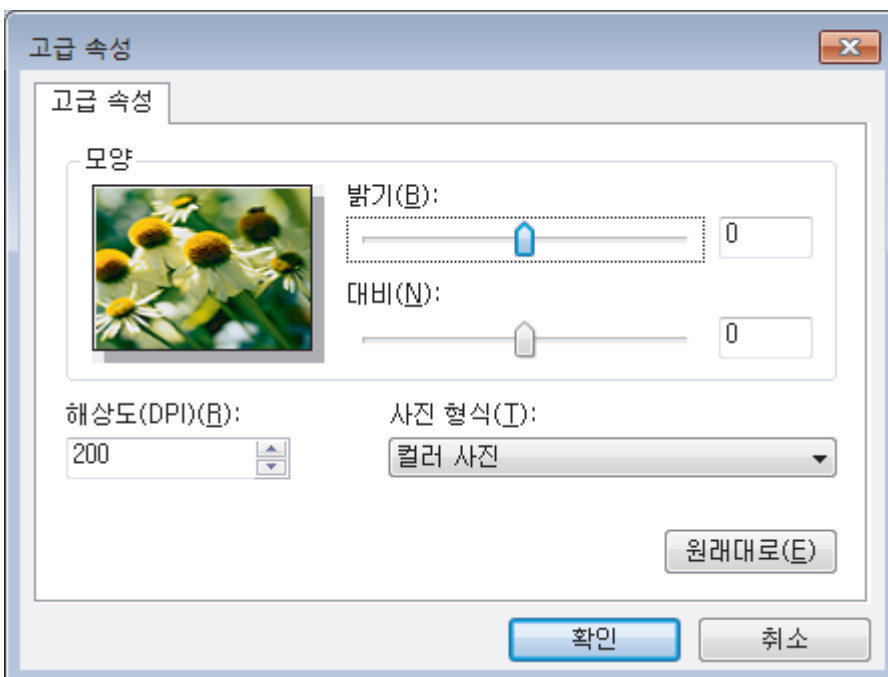 고급 속성
고급 속성
모양
밝기(B):
0
대비(N):
0
해상도(DPI)(R):
사진 형식(T):
200
컬러 사진
원래대로(E)
확인
취소